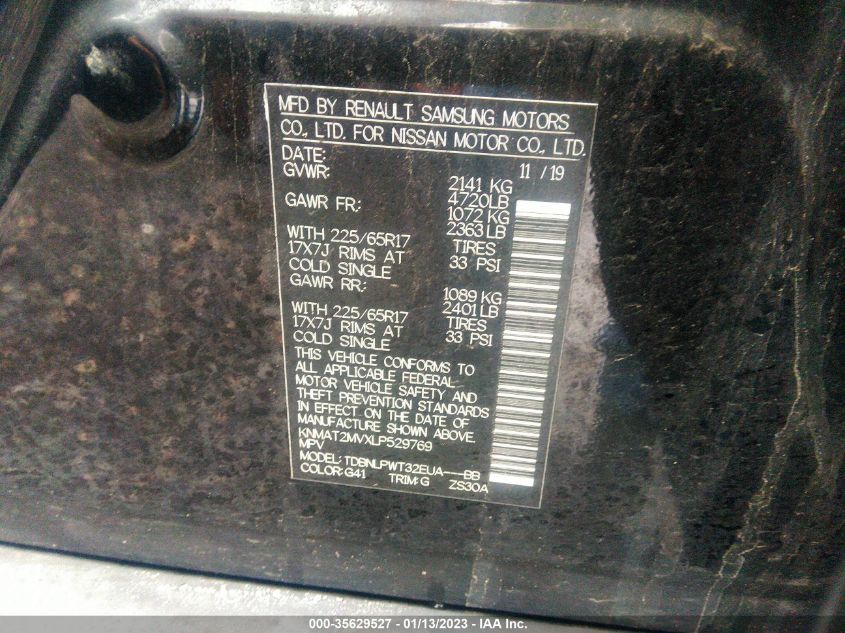 MFD BY RENAULT SAMSUNG MOTORS
CO., LTD. FOR NISSAN MOTOR CO., LTD.
DATE: 11 / 19
GVWR: 2141 KG
4720LB
GAWR FR: 1072 KG
2363 LB
WITH 225/65R17 TIRES
17X7J RIMS AT 33 PSI
COLD SINGLE
GAWR RR: 1089 KG
2401 LB
WITH 225/65R17 TIRES
17X7J RIMS AT 33 PSI
COLD SINGLE
THIS VEHICLE CONFORMS TO
ALL APPLICABLE FEDERAL
MOTOR VEHICLE SAFETY AND
THEFT PREVENTION STANDARDS
IN EFFECT ON THE DATE OF
MANUFACTURE SHOWN ABOVE.
KNMAT2MVXLP529769
MPV
MODEL: TDBNLPWT32EUA---BB
COLOR:G41 TRIM:G ZS30A
000-35629527 - 01/13/2023 - IAA Inc.